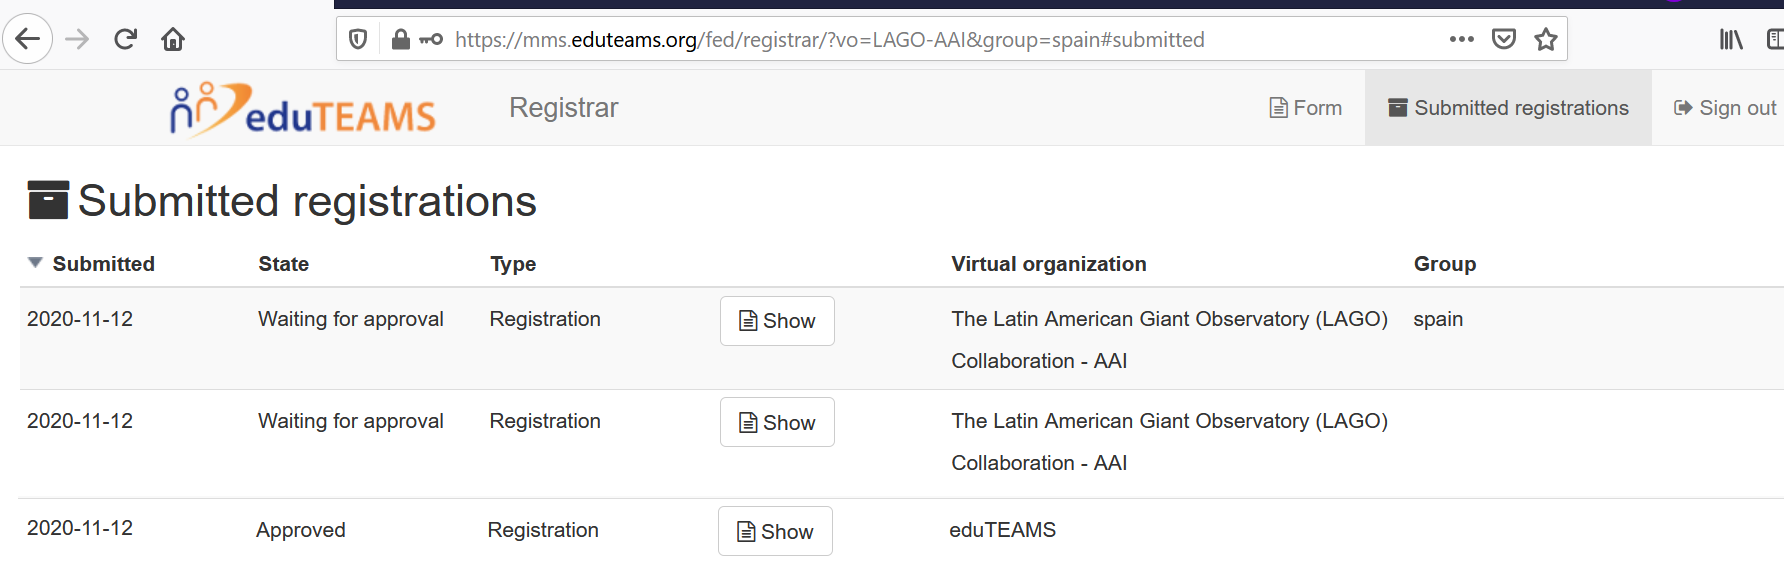 https://mms.eduteams.org/fed/registrar/?vo=LAGO-AAI&group=spain#submitted
eduTEAMS Registrar Form Submitted registrations Sign out
Submitted registrations
Submitted State Type Virtual organization Group
2020-11-12 Waiting for approval Registration Show The Latin American Giant Observatory (LAGO) spain
Collaboration - AAI
2020-11-12 Waiting for approval Registration Show The Latin American Giant Observatory (LAGO)
Collaboration - AAI
2020-11-12 Approved Registration Show eduTEAMS